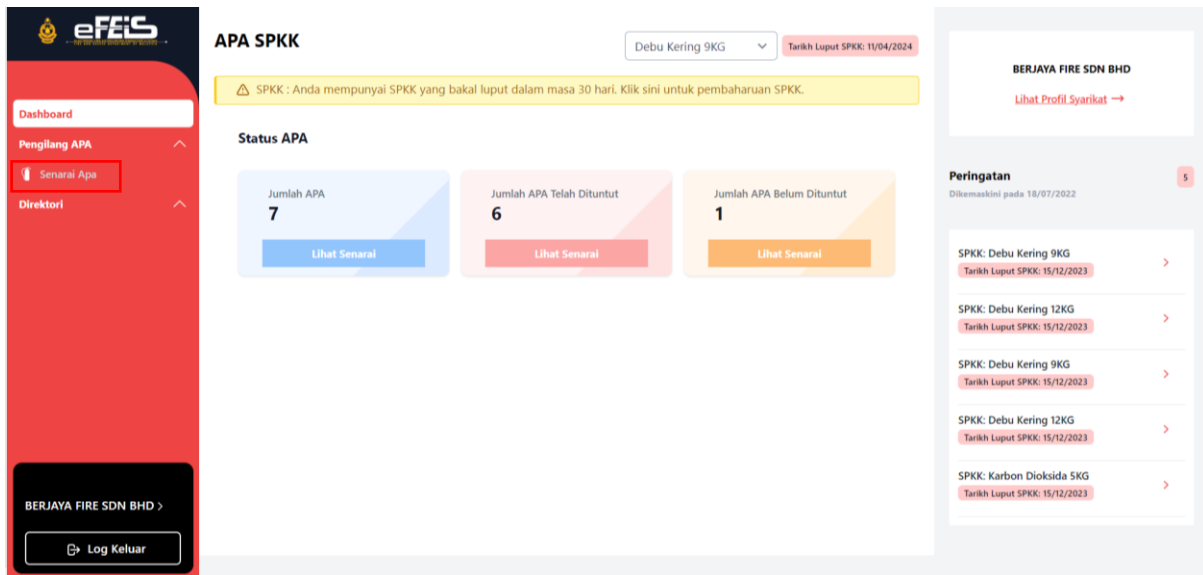 eFEIS
Dashboard
Pengilang APA
Senarai Apa
Direktori
BERJAYA FIRE SDN BHD >
Log Keluar
APA SPKK
Debu Kering 9KG
Tarikh Luput SPKK: 11/04/2024
SPKK : Anda mempunyai SPKK yang bakal luput dalam masa 30 hari. Klik sini untuk pembaharuan SPKK.
Status APA
Jumlah APA
7
Lihat Senarai
Jumlah APA Telah Dituntut
6
Lihat Senarai
Jumlah APA Belum Dituntut
1
Lihat Senarai
BERJAYA FIRE SDN BHD
Lihat Profil Syarikat →
Peringatan
5
Dikemaskini pada 18/07/2022
SPKK: Debu Kering 9KG
Tarikh Luput SPKK: 15/12/2023
SPKK: Debu Kering 12KG
Tarikh Luput SPKK: 15/12/2023
SPKK: Debu Kering 9KG
Tarikh Luput SPKK: 15/12/2023
SPKK: Debu Kering 12KG
Tarikh Luput SPKK: 15/12/2023
SPKK: Karbon Dioksida 5KG
Tarikh Luput SPKK: 15/12/2023